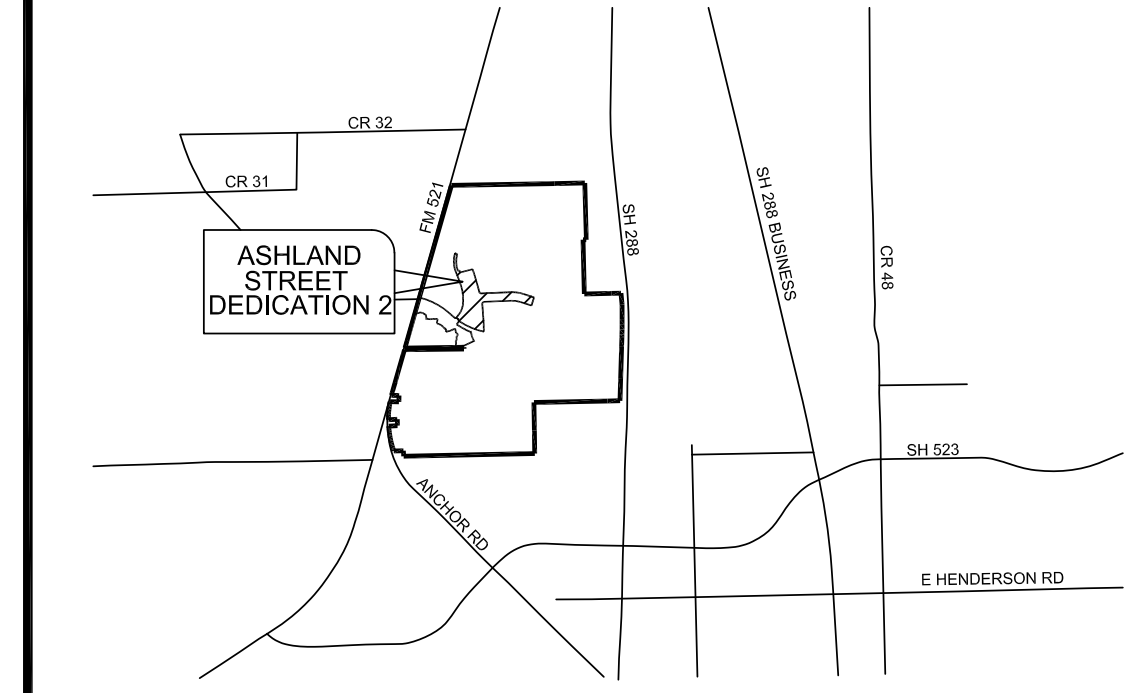 CR 32
CR 31
FM 521
SH 288
SH 288 BUSINESS
CR 48
ASHLAND
STREET
DEDICATION 2
SH 523
ANCHOR RD
E HENDERSON RD